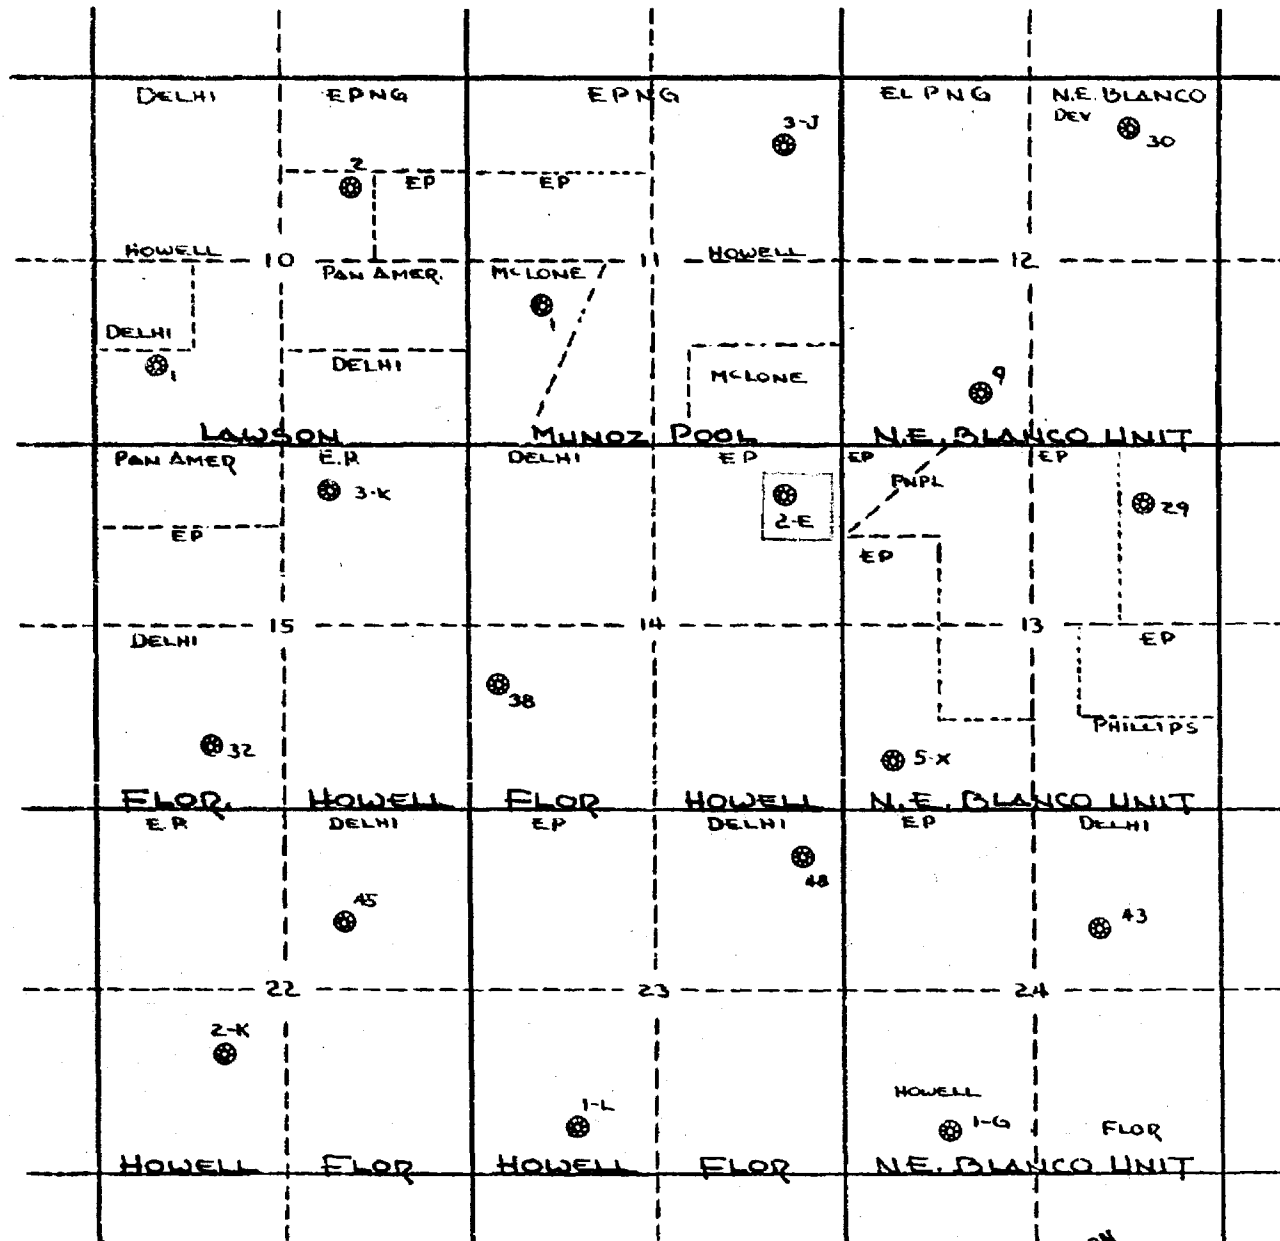 DELHI EPNG EPNG EL PNG N.E. BLANCO
DEV
3-J 30
2
EP EP
HOWELL 10 11 HOWELL 12
PAN AMER. McLONE
1
DELHI
1 DELHI McLONE 9
LAWSON MUNOZ POOL N.E. BLANCO UNIT
PAN AMER E.P. DELHI EP EP EP
PNPL
3-K 2-E 29
EP EP
15 14 13
DELHI EP
38
PHILLIPS
32 5-X
FLOR. HOWELL FLOR HOWELL N.E. BLANCO UNIT
E.P. DELHI EP DELHI EP DELHI
48
45 43
22 23 24
2-K
HOWELL
1-L 1-G FLOR
HOWELL FLOR HOWELL FLOR N.E. BLANCO UNIT